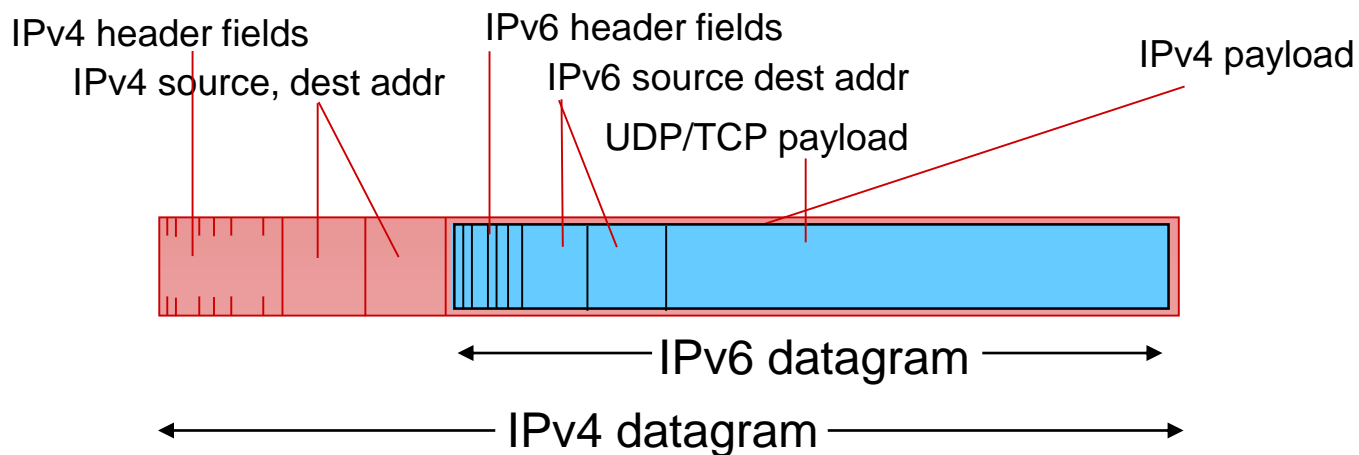 IPv4 header fields
IPv6 header fields
IPv4 payload
IPv4 source, dest addr
IPv6 source dest addr
UDP/TCP payload
IPv6 datagram
IPv4 datagram